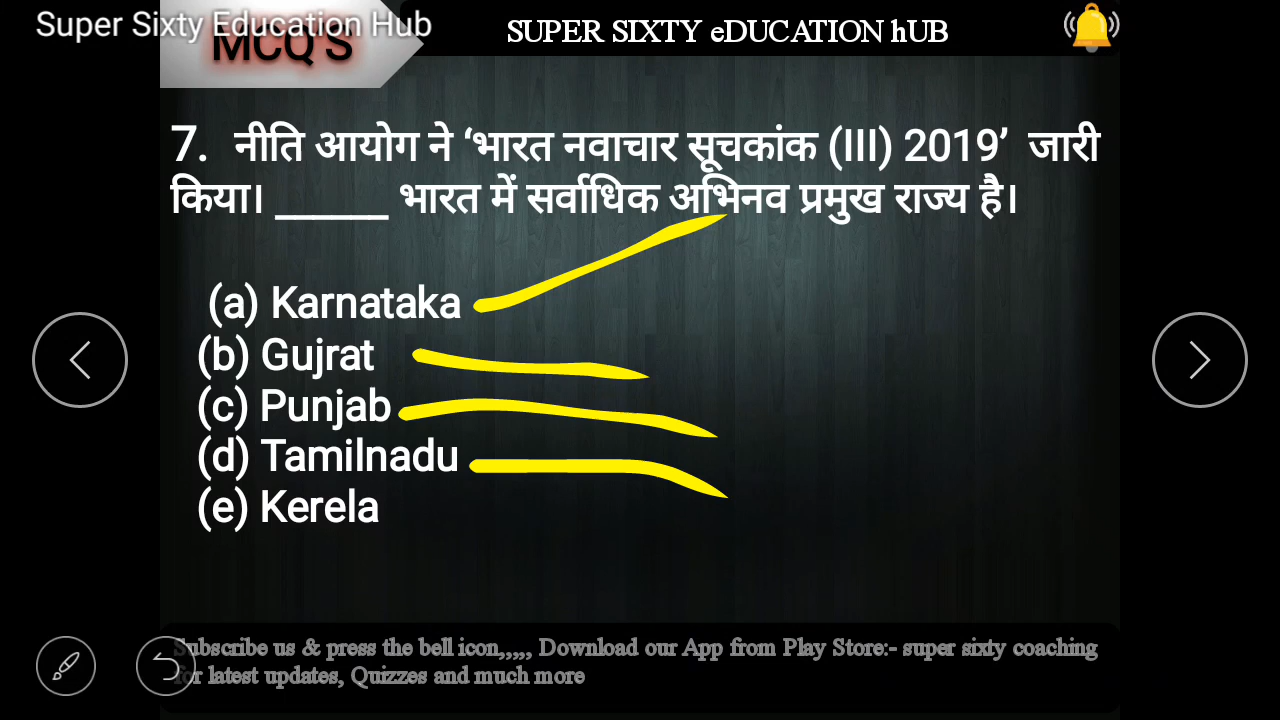 Super Sixty Education Hub
MCQ'S
SUPER SIXTY eDUCATION hUB
7. नीति आयोग ने ‘भारत नवाचार सूचकांक (III) 2019’ जारी
किया। ______ भारत में सर्वाधिक अभिनव प्रमुख राज्य है।
(a) Karnataka
(b) Gujrat
(c) Punjab
(d) Tamilnadu
(e) Kerela
Subscribe us & press the bell icon,,,,, Download our App from Play Store:- super sixty coaching
for latest updates, Quizzes and much more